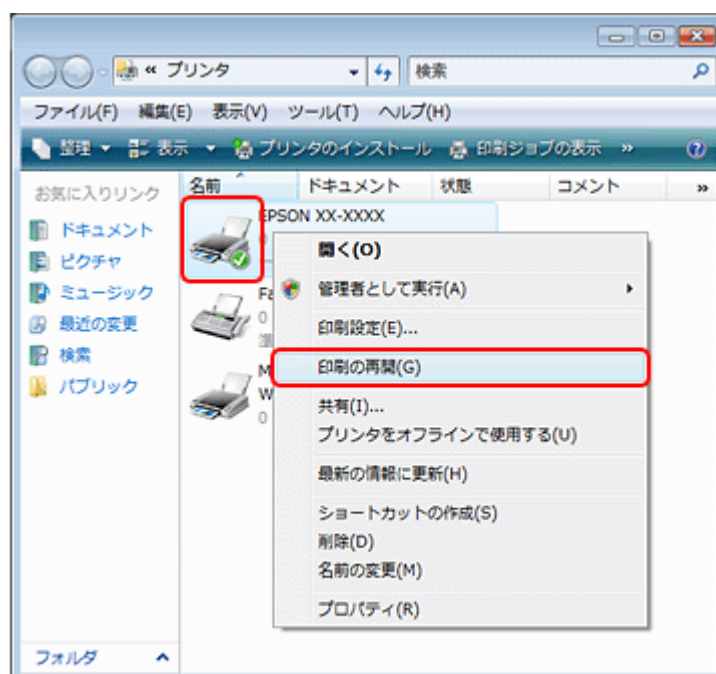 « プリンタ
検索
ファイル(F) 編集(E) 表示(V) ツール(T) ヘルプ(H)
整理 表示 プリンタのインストール 印刷ジョブの表示 »
お気に入りリンク
ドキュメント
ピクチャ
ミュージック
最近の変更
検索
パブリック
フォルダ
名前 ドキュメント 状態 コメント »
EPSON XX-XXXX
0
Fa
0
M
W
0
開く(O)
管理者として実行(A)
印刷設定(E)...
印刷の再開(G)
共有(I)...
プリンタをオフラインで使用する(U)
最新の情報に更新(H)
ショートカットの作成(S)
削除(D)
名前の変更(M)
プロパティ(R)